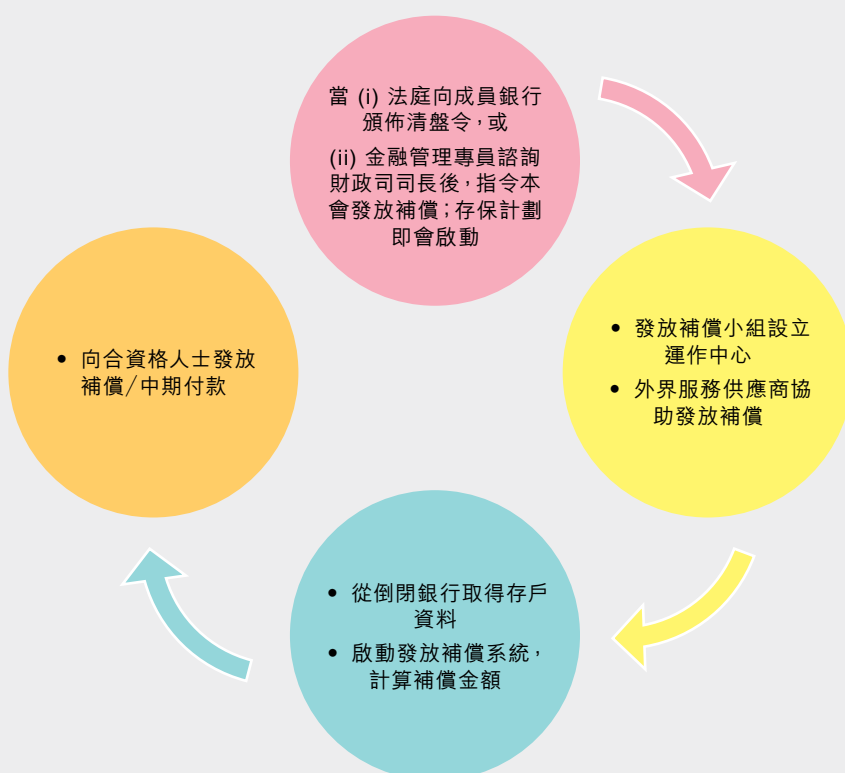 當 (i) 法庭向成員銀行
頒佈清盤令，或
(ii) 金融管理專員諮詢
財政司司長後，指令本
會發放補償；存保計劃
即會啟動
• 發放補償小組設立
運作中心
• 外界服務供應商協
助發放補償
• 從倒閉銀行取得存戶
資料
• 啟動發放補償系統，
計算補償金額
• 向合資格人士發放
補償/中期付款